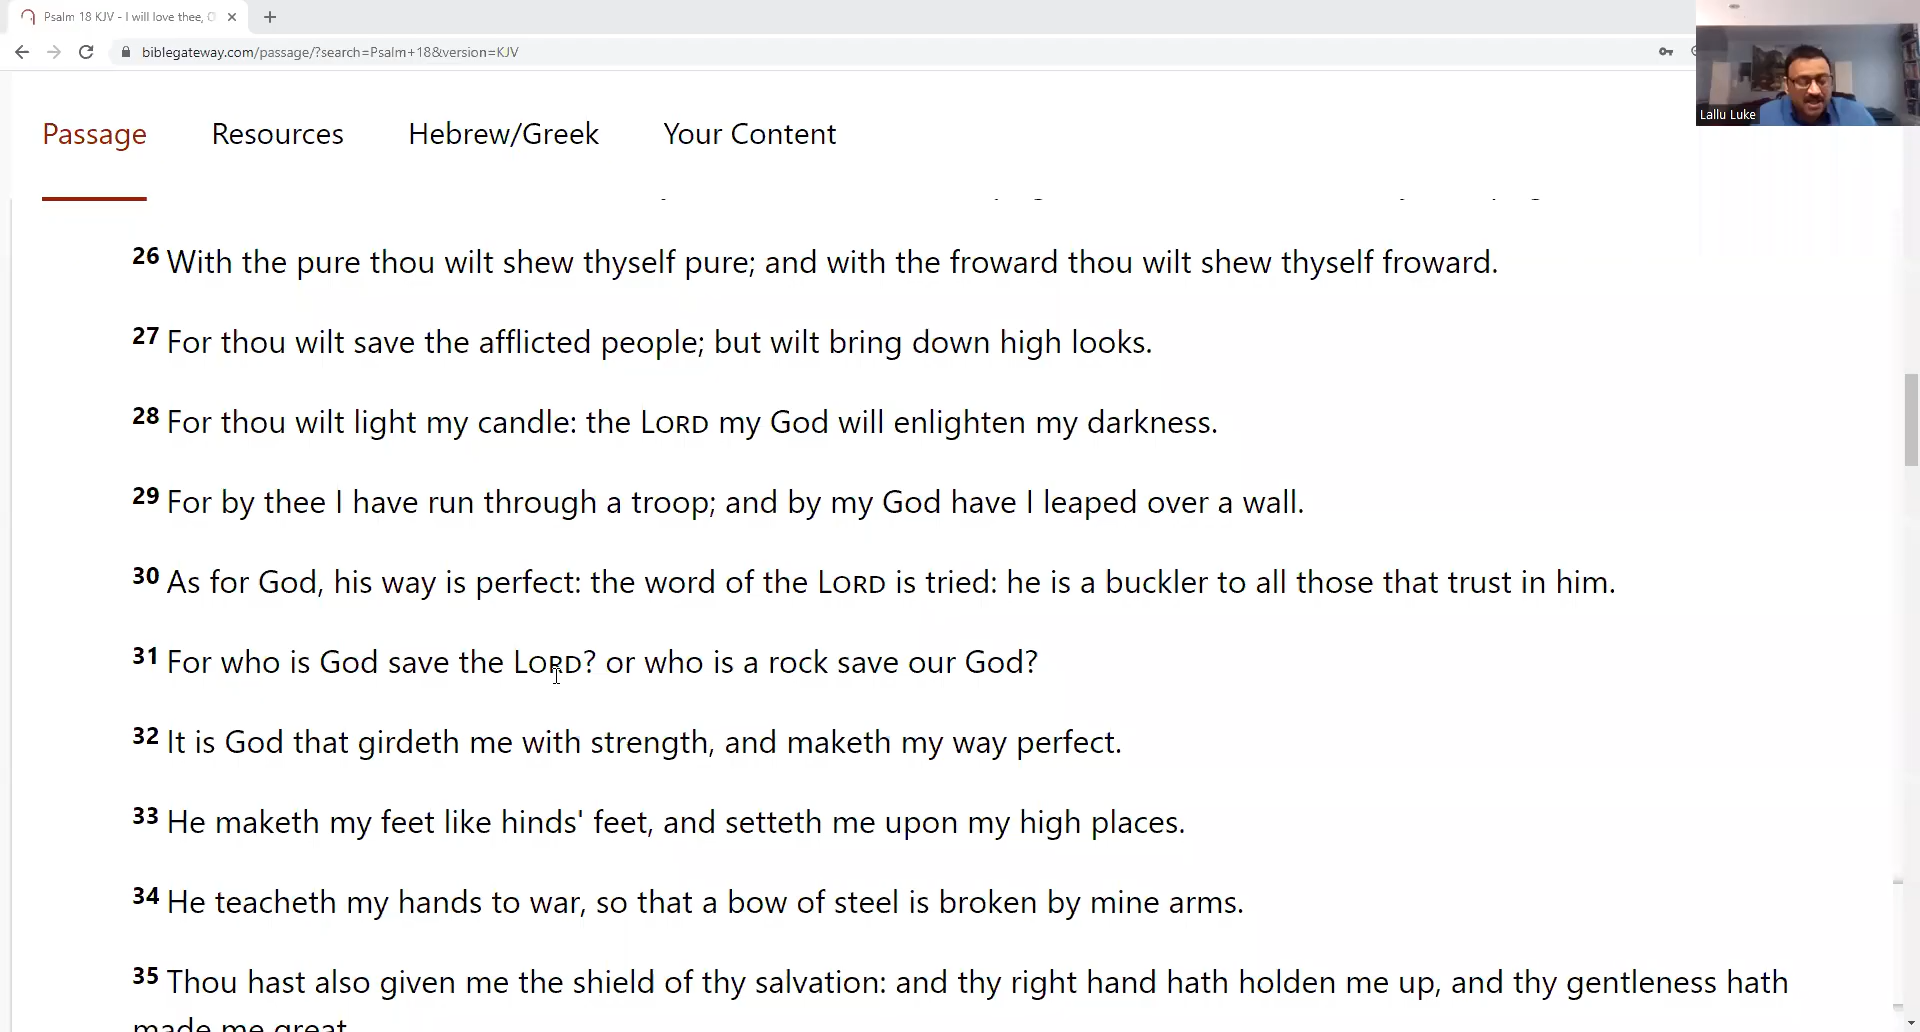 Psalm 18 KJV - I will love thee,
biblegateway.com/passage/?search=Psalm+18&version=KJV
Lallu Luke
Passage Resources Hebrew/Greek Your Content
26 With the pure thou wilt shew thyself pure; and with the froward thou wilt shew thyself froward.
27 For thou wilt save the afflicted people; but wilt bring down high looks.
28 For thou wilt light my candle: the LORD my God will enlighten my darkness.
29 For by thee I have run through a troop; and by my God have I leaped over a wall.
30 As for God, his way is perfect: the word of the LORD is tried: he is a buckler to all those that trust in him.
31 For who is God save the LORD? or who is a rock save our God?
32 It is God that girdeth me with strength, and maketh my way perfect.
33 He maketh my feet like hinds' feet, and setteth me upon my high places.
34 He teacheth my hands to war, so that a bow of steel is broken by mine arms.
35 Thou hast also given me the shield of thy salvation: and thy right hand hath holden me up, and thy gentleness hath
made me great.